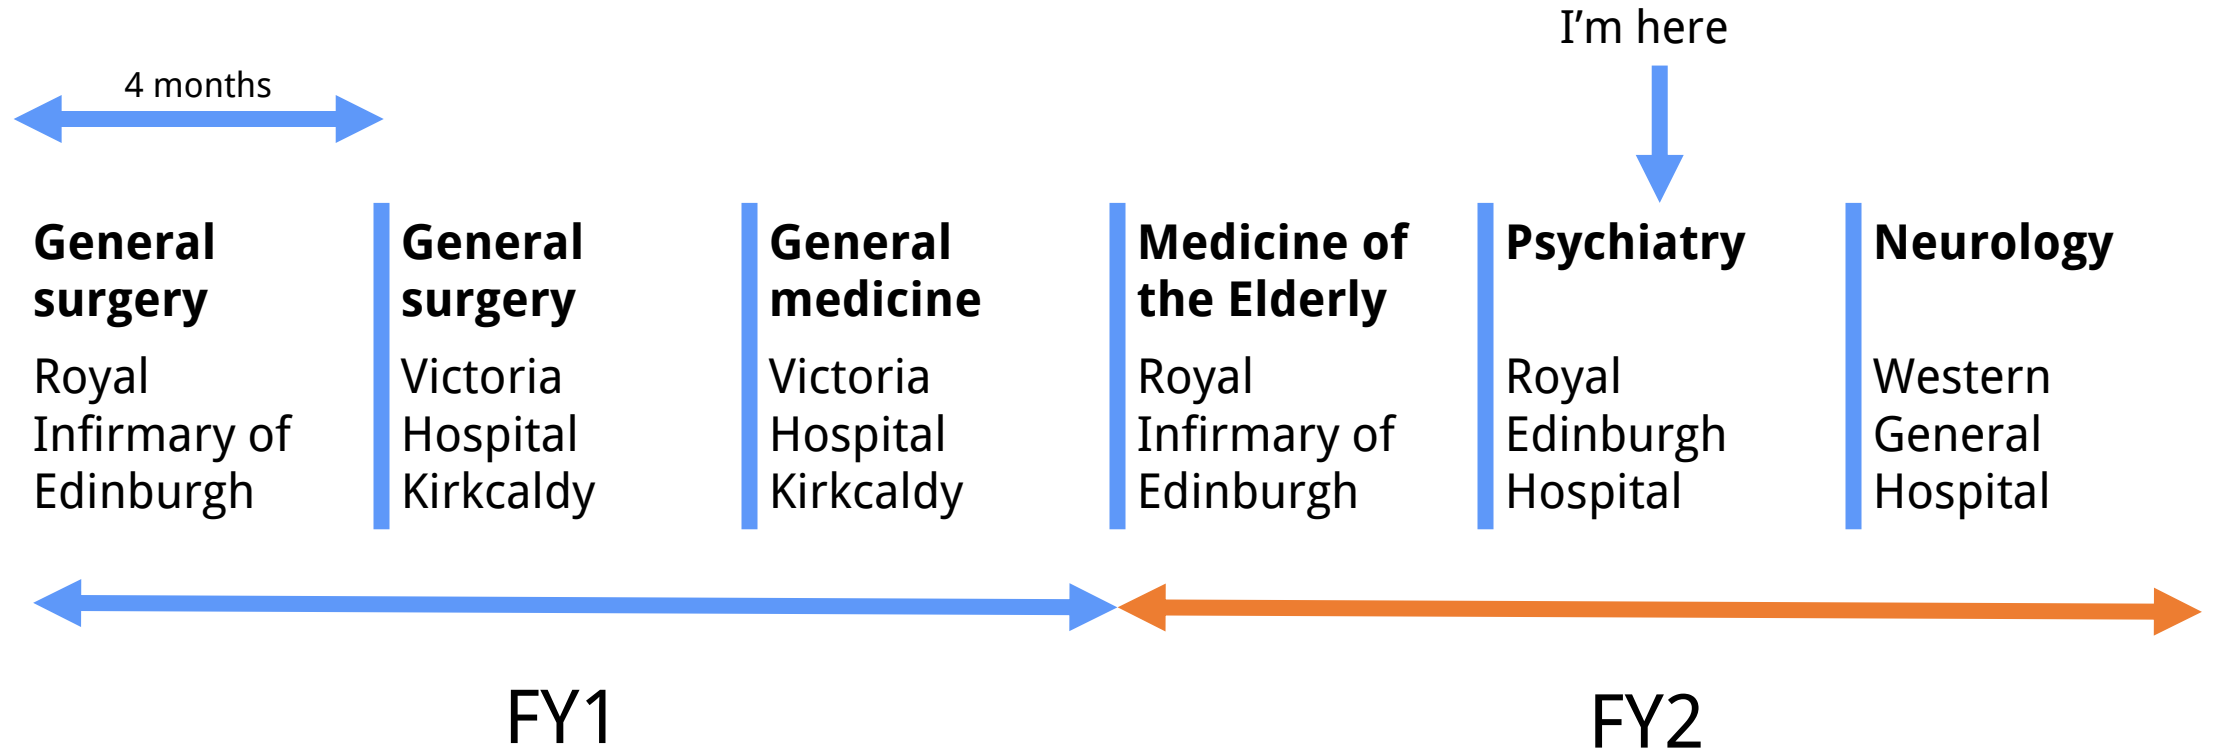 I’m here
4 months
General
surgery
Royal
Infirmary of
Edinburgh
General
surgery
Victoria
Hospital
Kirkcaldy
General
medicine
Victoria
Hospital
Kirkcaldy
Medicine of
the Elderly
Royal
Infirmary of
Edinburgh
Psychiatry
Royal
Edinburgh
Hospital
Neurology
Western
General
Hospital
FY1
FY2